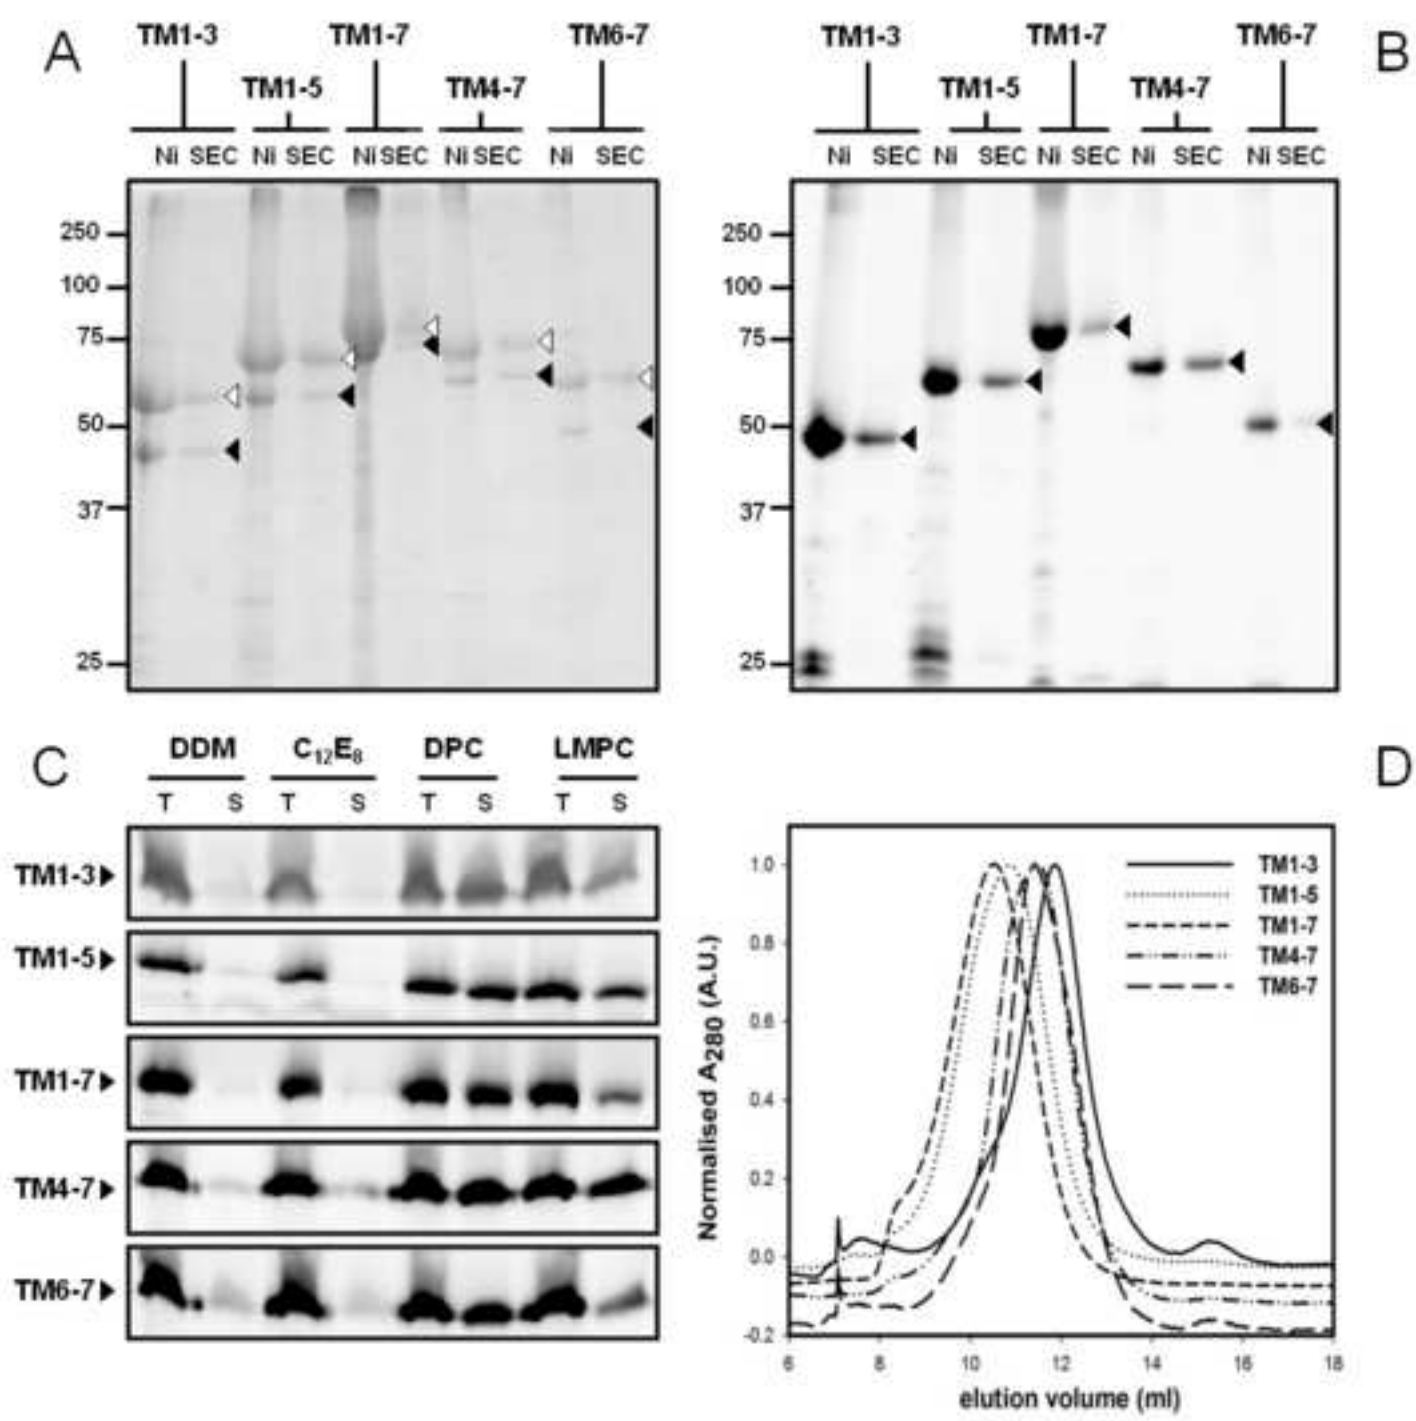 A
TM1-3 TM1-7 TM6-7
TM1-5 TM4-7
Ni SEC Ni SEC Ni SEC Ni SEC Ni SEC
250
100
75
50
37
25
B
TM1-3 TM1-7 TM6-7
TM1-5 TM4-7
Ni SEC Ni SEC Ni SEC Ni SEC Ni SEC
250
100
75
50
37
25
C
DDM C12E8 DPC LMPC
T S T S T S T S
TM1-3
TM1-5
TM1-7
TM4-7
TM6-7
D
Normalised A280 (A.U.)
1.0
0.8
0.6
0.4
0.2
0.0
-0.2
TM1-3
TM1-5
TM1-7
TM4-7
TM6-7
6 8 10 12 14 16 18
elution volume (ml)